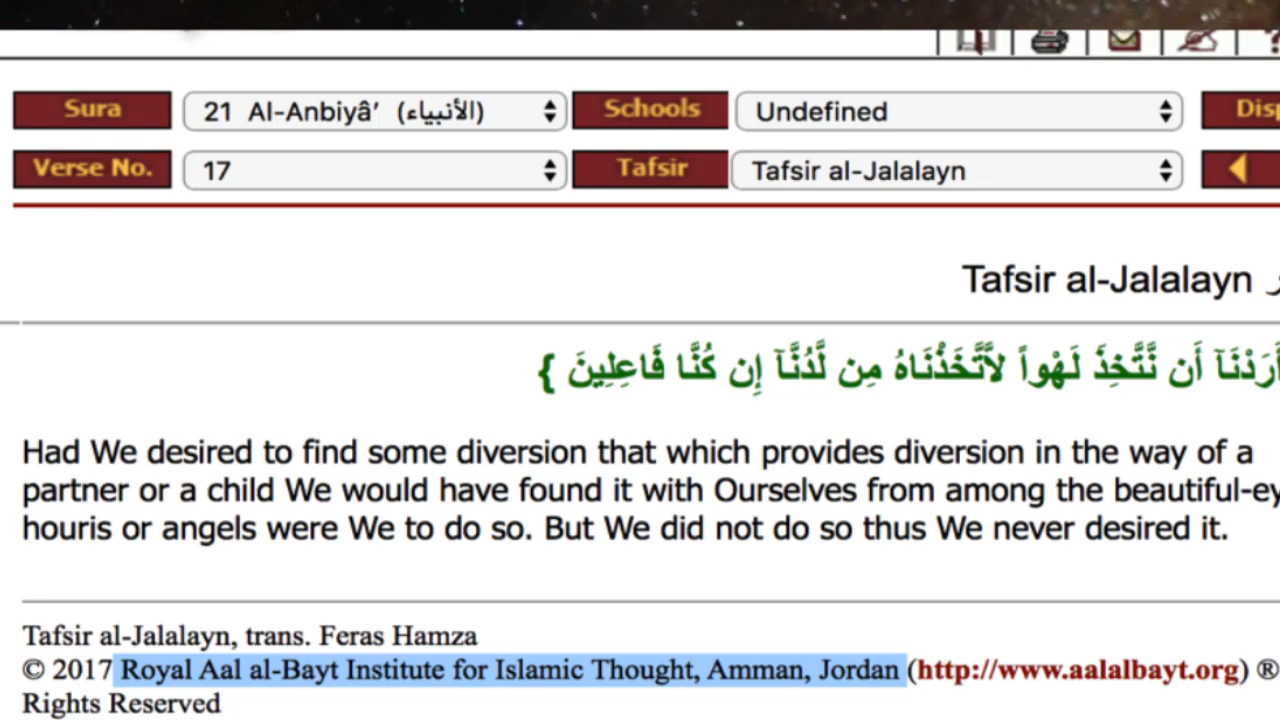 Sura 21 Al-Anbiyâ’ (الأنبياء) Schools Undefined
Verse No. 17 Tafsir Tafsir al-Jalalayn
Tafsir al-Jalalayn
أَن نَّتَّخِذَ لَهْواً لاَّتَّخَذْنَاهُ مِن لَّدُنَّآ إِن كُنَّا فَاعِلِينَ }
Had We desired to find some diversion that which provides diversion in the way of a
partner or a child We would have found it with Ourselves from among the beautiful-
houris or angels were We to do so. But We did not do so thus We never desired it.
Tafsir al-Jalalayn, trans. Feras Hamza
© 2017 Royal Aal al-Bayt Institute for Islamic Thought, Amman, Jordan (http://www.aalalbayt.org) ®
Rights Reserved